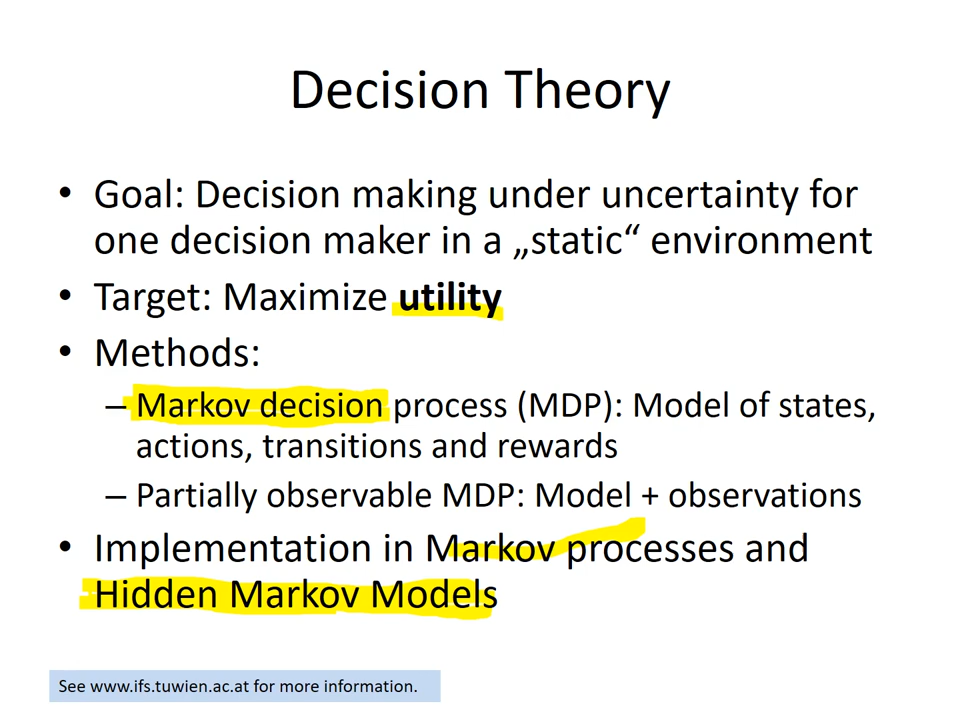 Decision Theory
• Goal: Decision making under uncertainty for
one decision maker in a „static“ environment
• Target: Maximize utility
• Methods:
– Markov decision process (MDP): Model of states,
actions, transitions and rewards
– Partially observable MDP: Model + observations
• Implementation in Markov processes and
Hidden Markov Models
See www.ifs.tuwien.ac.at for more information.